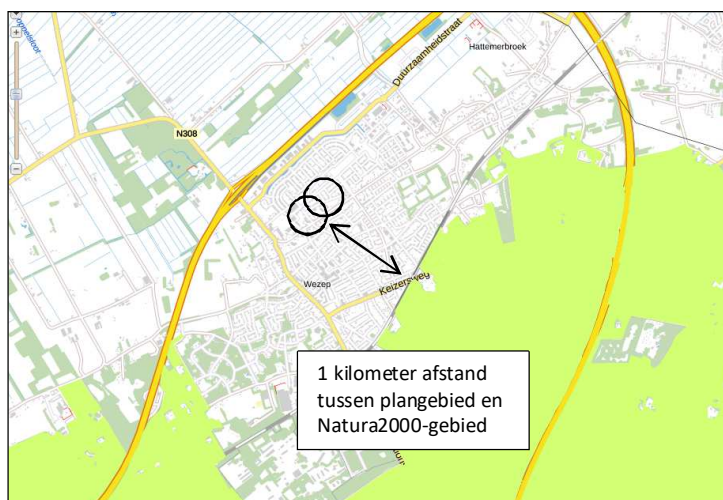 Duurzaamheidstraat
Hattemerbroek
N308
Wezep
Keizersweg
1 kilometer afstand
tussen plangebied en
Natura2000-gebied